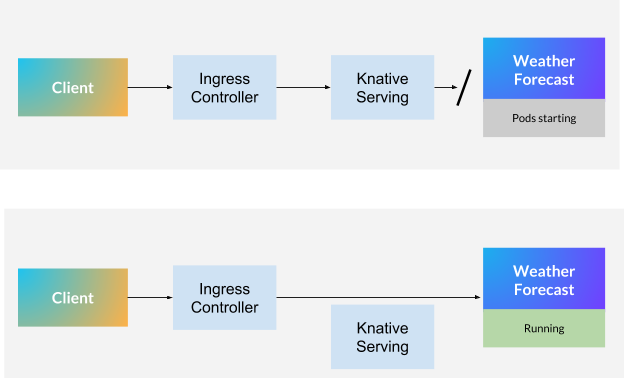 Client
Ingress
Controller
Knative
Serving
Weather
Forecast
Pods starting
Client
Ingress
Controller
Knative
Serving
Weather
Forecast
Running